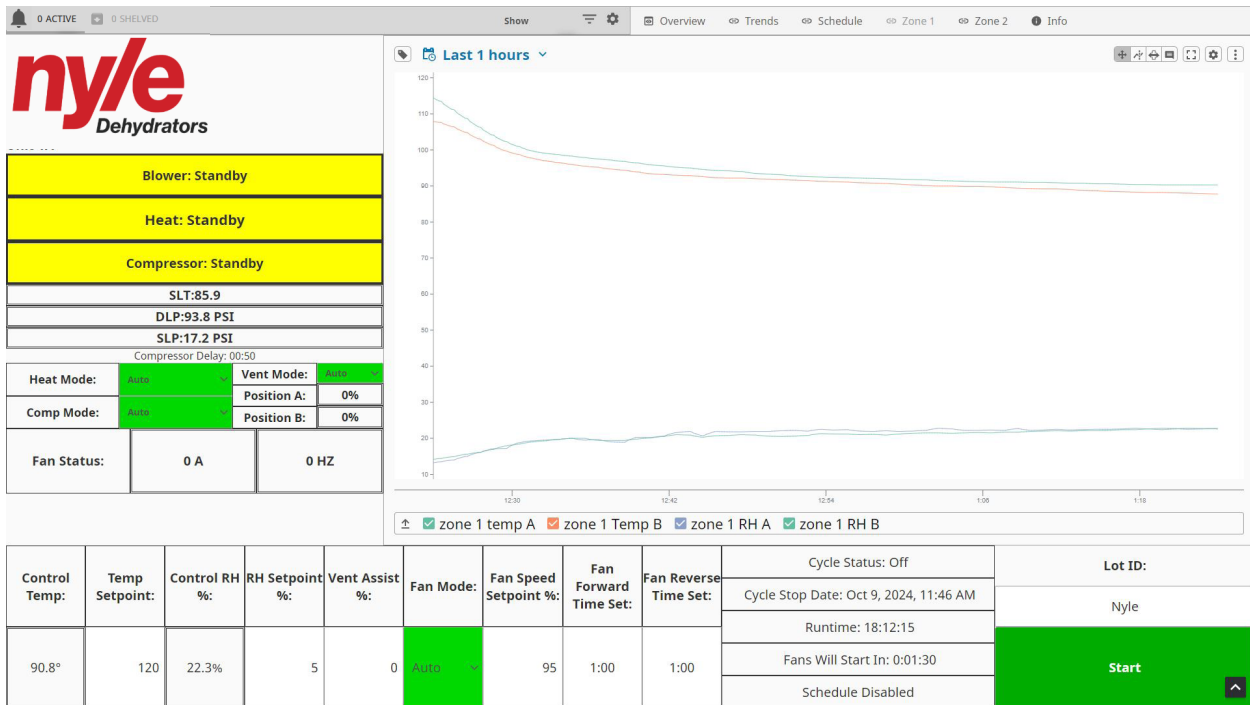 0 ACTIVE 0 SHELVED Show Overview Trends Schedule Zone 1 Zone 2 Info
nyle
Dehydrators
Blower: Standby
Heat: Standby
Compressor: Standby
SLT:85.9
DLP:93.8 PSI
SLP:17.2 PSI
Compressor Delay: 00:50
Heat Mode: Auto
Comp Mode: Auto
Vent Mode: Auto
Position A: 0%
Position B: 0%
Fan Status: 0 A 0 HZ
Last 1 hours
120
110
100
90
80
70
60
50
40
30
20
10
12:30 12:42 12:54 1:06 1:18
zone 1 temp A zone 1 Temp B zone 1 RH A zone 1 RH B
Control
Temp:
90.8°
Temp
Setpoint:
120
Control RH
%:
22.3%
RH Setpoint
%:
5
Vent Assist
%:
0
Fan Mode:
Auto
Fan Speed
Setpoint %:
95
Fan
Forward
Time Set:
1:00
Fan Reverse
Time Set:
1:00
Cycle Status: Off
Cycle Stop Date: Oct 9, 2024, 11:46 AM
Runtime: 18:12:15
Fans Will Start In: 0:01:30
Schedule Disabled
Lot ID:
Nyle
Start